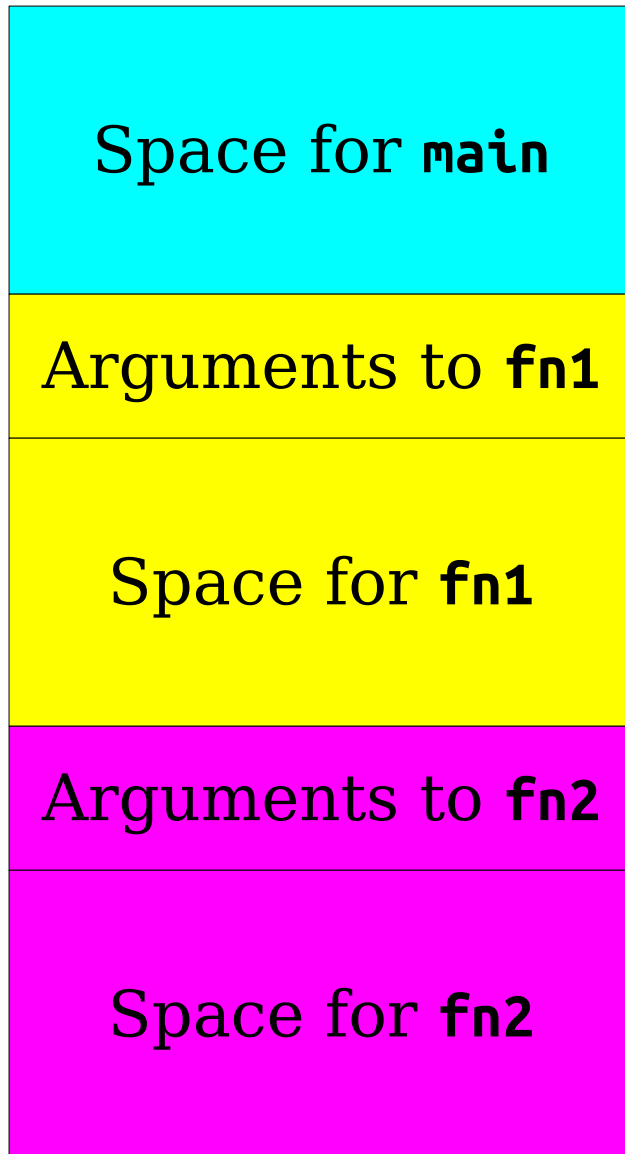 Space for main
Arguments to fn1
Space for fn1
Arguments to fn2
Space for fn2